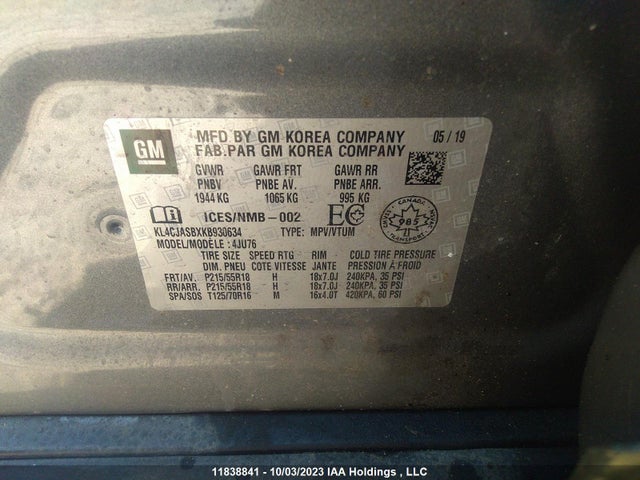 GM
MFD BY GM KOREA COMPANY 05/19
FAB.PAR GM KOREA COMPANY
GVWR GAWR FRT GAWR RR
PNBV PNBE AV. PNBE ARR.
1944 KG 1065 KG 995 KG
ICES/NMB-002 EC
CANADA
985
KL4CJASBXKB930634 TYPE: MPV/VTUM
MODEL/MODÈLE: 4JU76
TIRE SIZE SPEED RTG RIM COLD TIRE PRESSURE
DIM. PNEU COTE VITESSE JANTE PRESSION À FROID
FRT/AV. P215/55R18 H 18x7.0J 240KPA, 35 PSI
RR/ARR. P215/55R18 H 18x7.0J 240KPA, 35 PSI
SPA/SOS T125/70R16 M 16x4.0T 420KPA, 60 PSI
11838841 - 10/03/2023 IAA Holdings , LLC